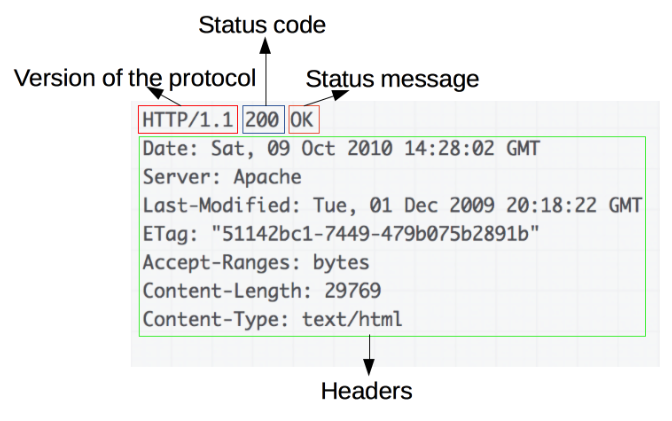 Status code
Version of the protocol
Status message
HTTP/1.1 200 OK
Date: Sat, 09 Oct 2010 14:28:02 GMT
Server: Apache
Last-Modified: Tue, 01 Dec 2009 20:18:22 GMT
ETag: "51142bc1-7449-479b075b2891b"
Accept-Ranges: bytes
Content-Length: 29769
Content-Type: text/html
Headers